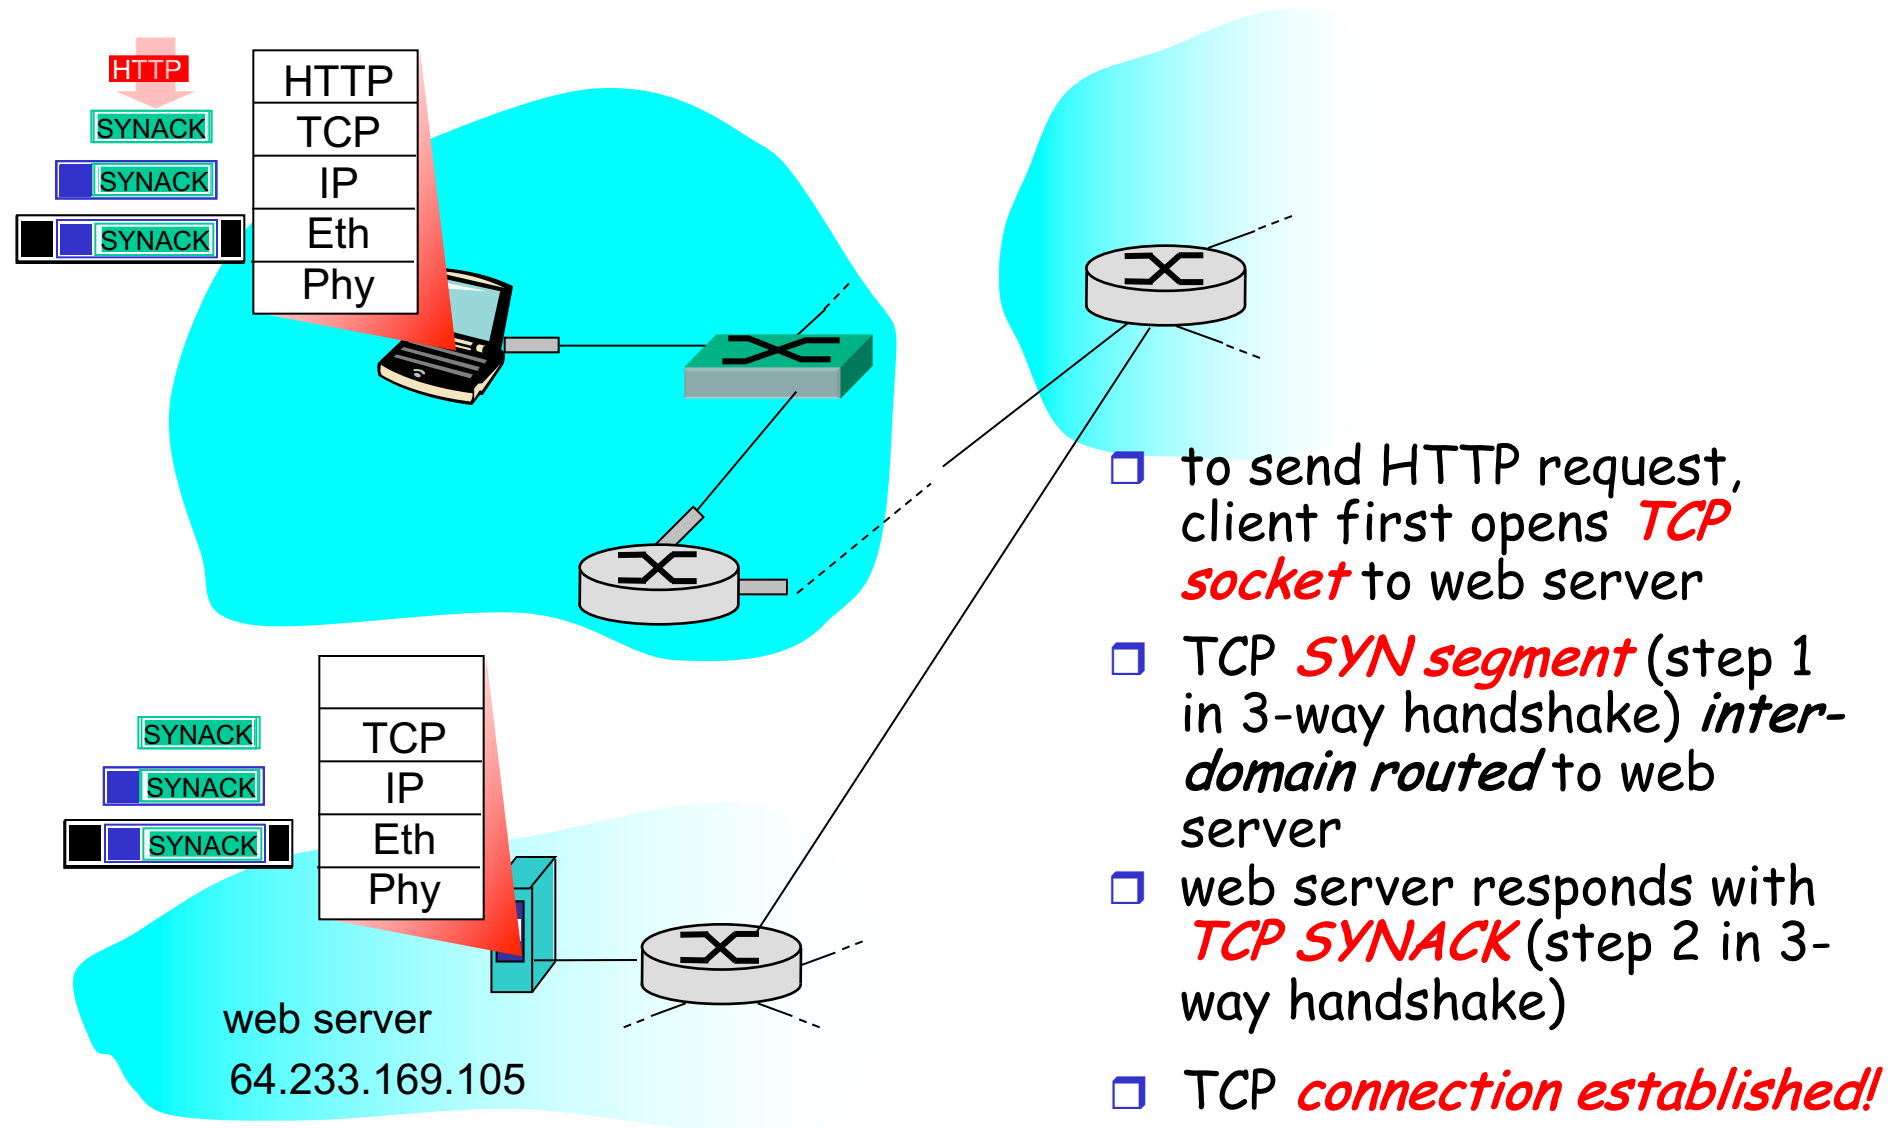 HTTP
SYNACK
SYNACK
SYNACK
HTTP
TCP
IP
Eth
Phy
SYNACK
SYNACK
SYNACK
TCP
IP
Eth
Phy
web server
64.233.169.105
to send HTTP request,
client first opens TCP
socket to web server
TCP SYN segment (step 1
in 3-way handshake) inter-
domain routed to web
server
web server responds with
TCP SYNACK (step 2 in 3-
way handshake)
TCP connection established!